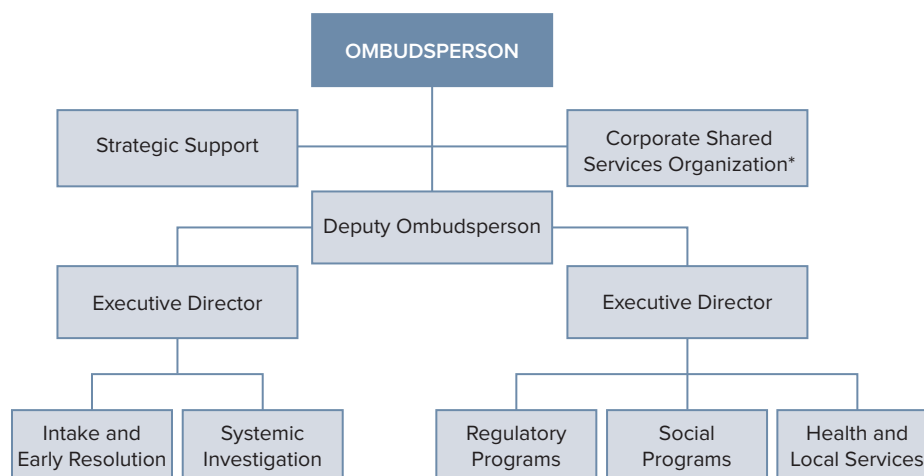 OMBUDSPERSON
Strategic Support
Corporate Shared
Services Organization*
Deputy Ombudsperson
Executive Director
Executive Director
Intake and
Early Resolution
Systemic
Investigation
Regulatory
Programs
Social
Programs
Health and
Local Services